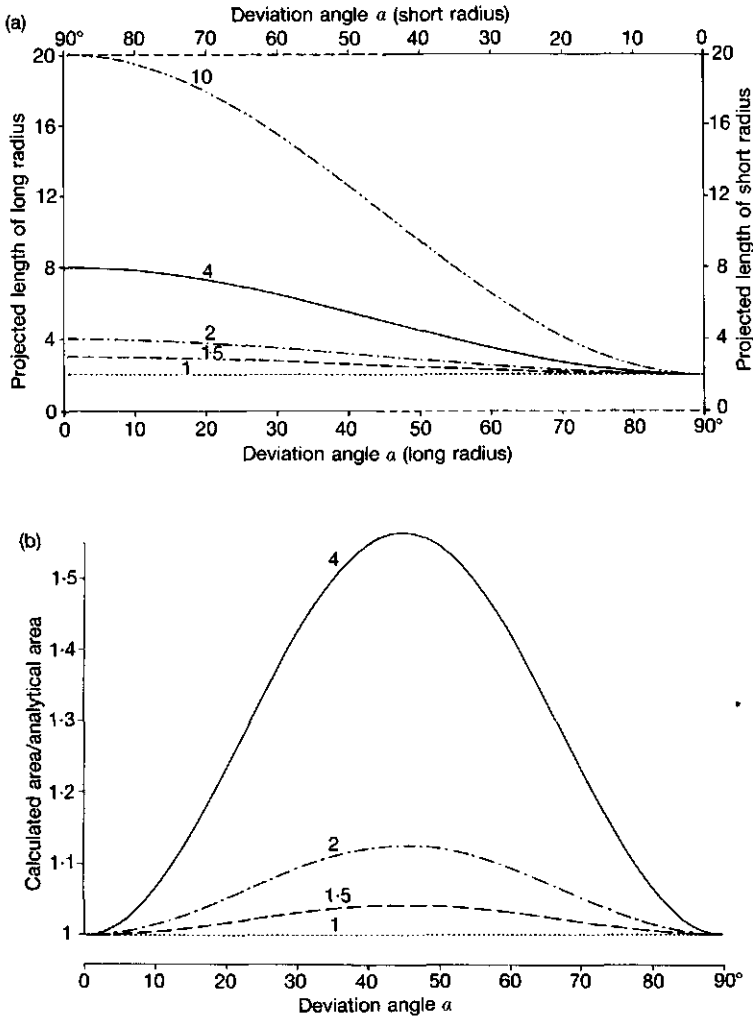 (a)
Deviation angle a (short radius)
90° 80 70 60 50 40 30 20 10 0
20
16
12
8
4
0
Projected length of long radius
10
4
2
1·5
1
20
16
12
8
4
0
Projected length of short radius
0 10 20 30 40 50 60 70 80 90°
Deviation angle a (long radius)
(b)
1·5
1·4
1·3
1·2
1·1
1
Calculated area/analytical area
4
2
1·5
1
0 10 20 30 40 50 60 70 80 90°
Deviation angle a